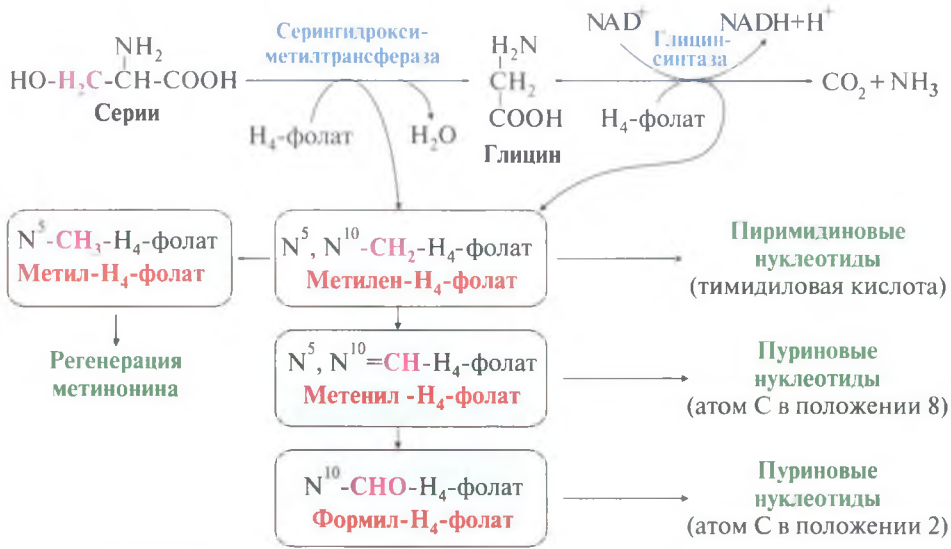 NH₂
HO-H₂C-CH-COOH
Серии
Серингидрокси-
метилтрансфераза
H₄-фолат
H₂O
H₂N
CH₂
COOH
Глицин
NAD⁺
NADH+H⁺
Глицин-
синтаза
H₄-фолат
CO₂+NH₃
N⁵-CH₃-H₄-фолат
Метил-H₄-фолат
N⁵, N¹⁰-CH₂-H₄-фолат
Метилен-H₄-фолат
Пиримидиновые
нуклеотиды
(тимидиловая кислота)
Регенерация
метинонина
N⁵, N¹⁰=CH-H₄-фолат
Метенил -H₄-фолат
Пуриновые
нуклеотиды
(атом С в положении 8)
N¹⁰-CHO-H₄-фолат
Формил-H₄-фолат
Пуриновые
нуклеотиды
(атом С в положении 2)